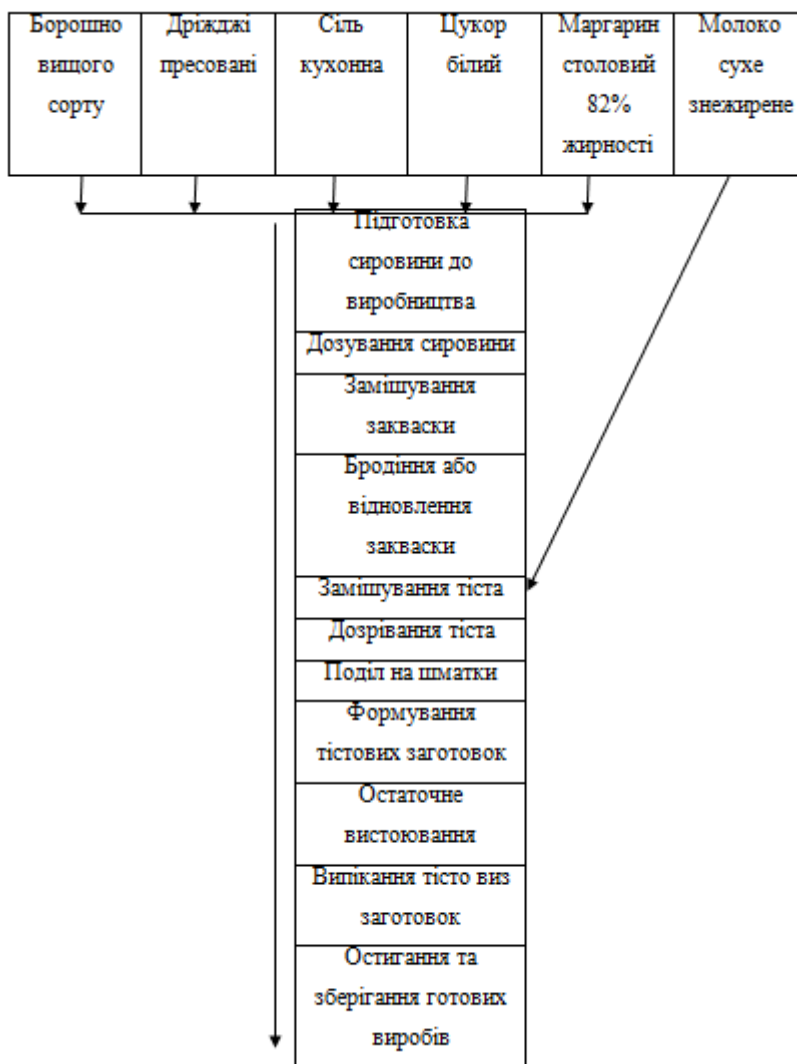 Борошно
вищого
сорту
Дріжджі
пресовані
Сіль
кухонна
Цукор
білий
Маргарин
столовий
82%
жирності
Молоко
сухе
знежирене
Підготовка
сировини до
виробництва
Дозування сировини
Замішування
закваски
Бродіння або
відновлення
закваски
Замішування тіста
Дозрівання тіста
Поділ на шматки
Формування
тістових заготовок
Остаточне
вистоювання
Випікання тісто виз
заготовок
Остигання та
зберігання готових
виробів